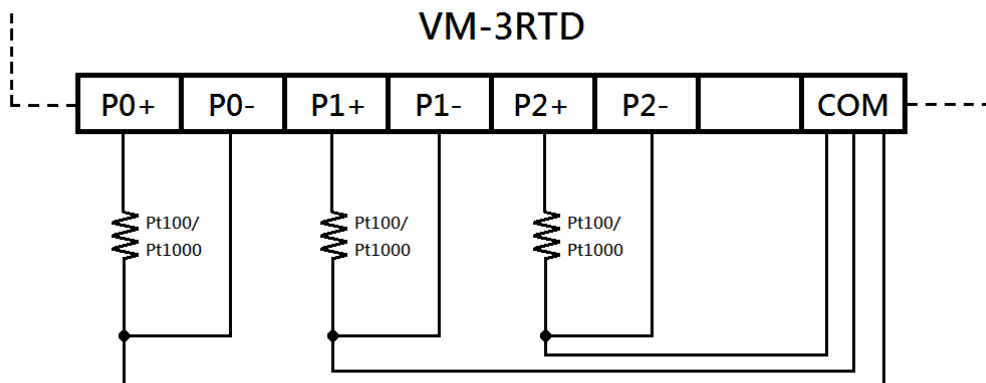 VM-3RTD
P0+ P0- P1+ P1- P2+ P2- COM
Pt100/ Pt100/ Pt100/
Pt1000 Pt1000 Pt1000